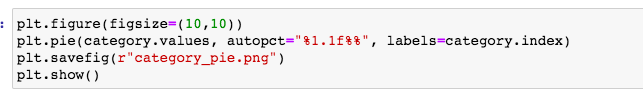 :
plt.figure(figsize=(10,10))
plt.pie(category.values, autopct="%1.1f%%", labels=category.index)
plt.savefig(r"category_pie.png")
plt.show()